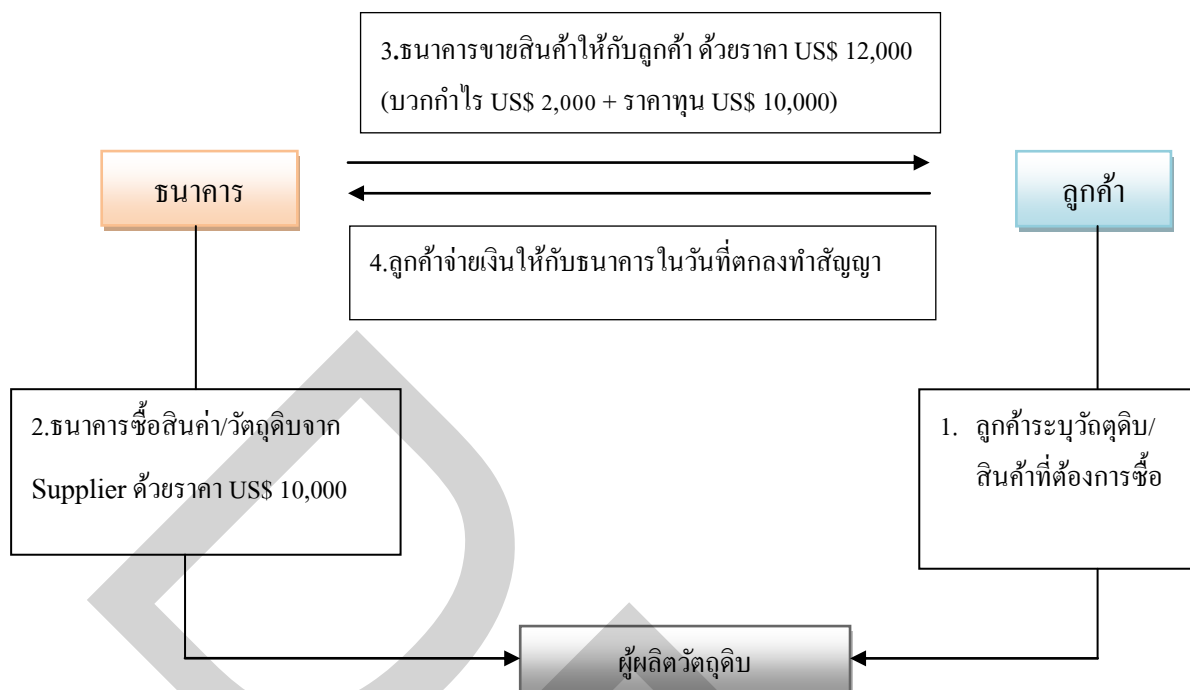 3.ธนาคารขายสินค้าให้กับลูกค้า ด้วยราคา US$ 12,000
(บวกกำไร US$ 2,000 + ราคาทุน US$ 10,000)
ธนาคาร
ลูกค้า
4.ลูกค้าจ่ายเงินให้กับธนาคารในวันที่ตกลงทำสัญญา
2.ธนาคารซื้อสินค่า/วัตถุดิบจาก
Supplier ด้วยราคา US$ 10,000
1. ลูกค้าระบุวัถตุดิบ/
สินค้าที่ต้องการซื้อ
ผู้ผลิตวัตถุดิบ